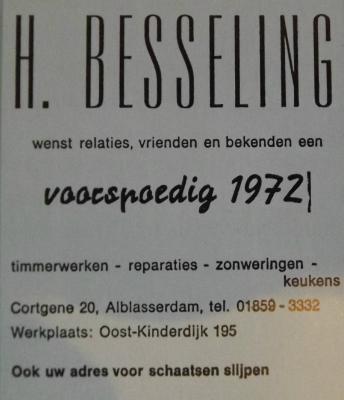 H. BESSELING
wenst relaties, vrienden en bekenden een
voorspoedig 1972
timmerwerken - reparaties - zonweringen -
keukens
Cortgene 20, Alblasserdam, tel. 01859 - 3332
Werkplaats: Oost-Kinderdijk 195
Ook uw adres voor schaatsen slijpen